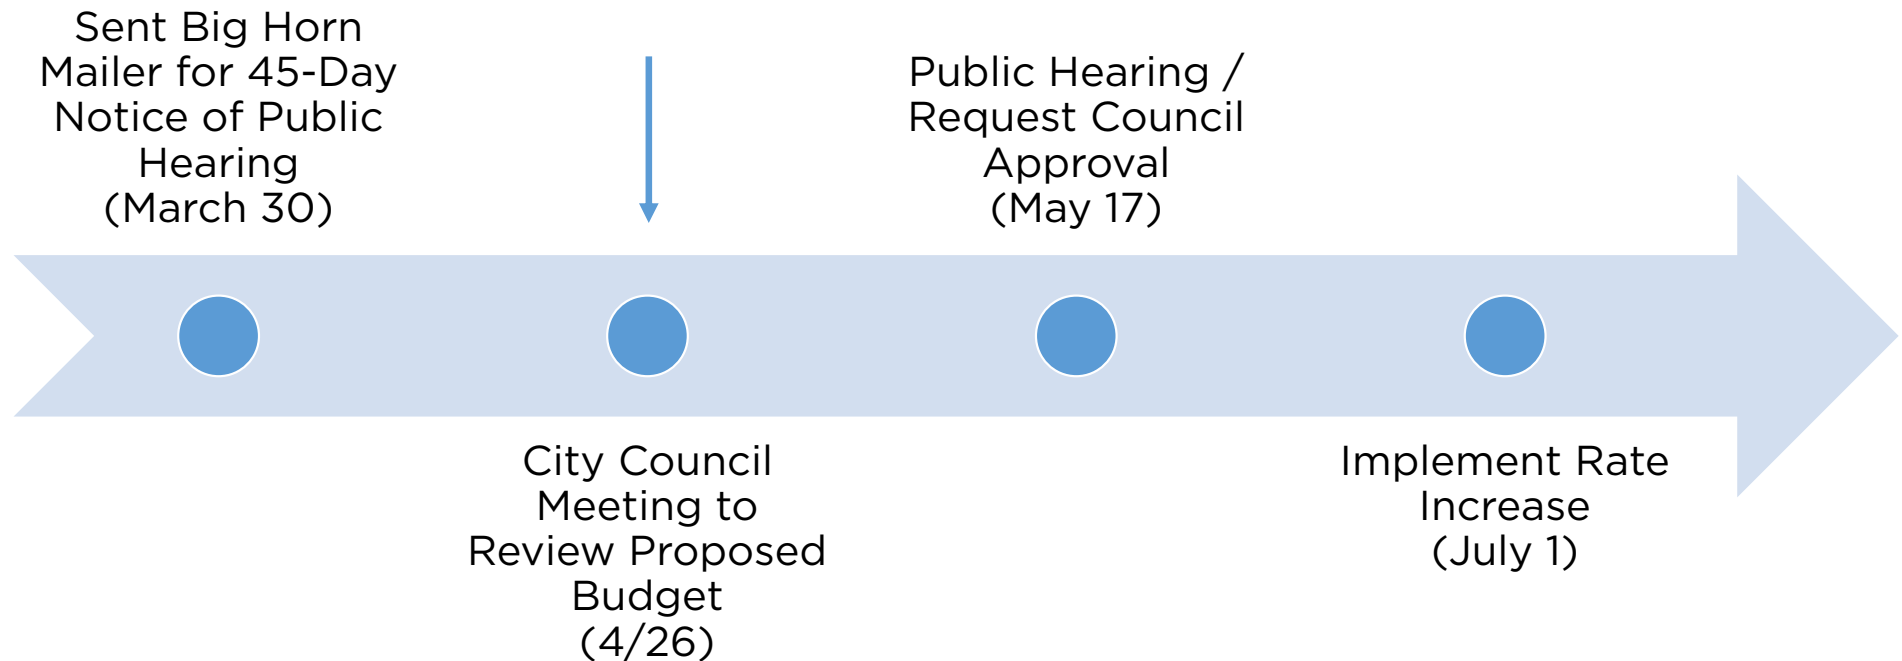 Sent Big Horn
Mailer for 45-Day
Notice of Public
Hearing
(March 30)
City Council
Meeting to
Review Proposed
Budget
(4/26)
Public Hearing /
Request Council
Approval
(May 17)
Implement Rate
Increase
(July 1)